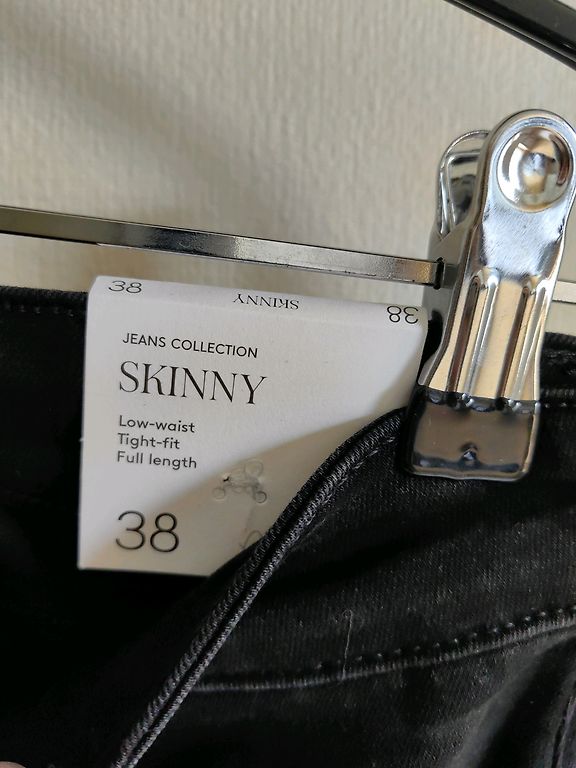 38 SKINNY 38
JEANS COLLECTION
SKINNY
Low-waist
Tight-fit
Full length
38